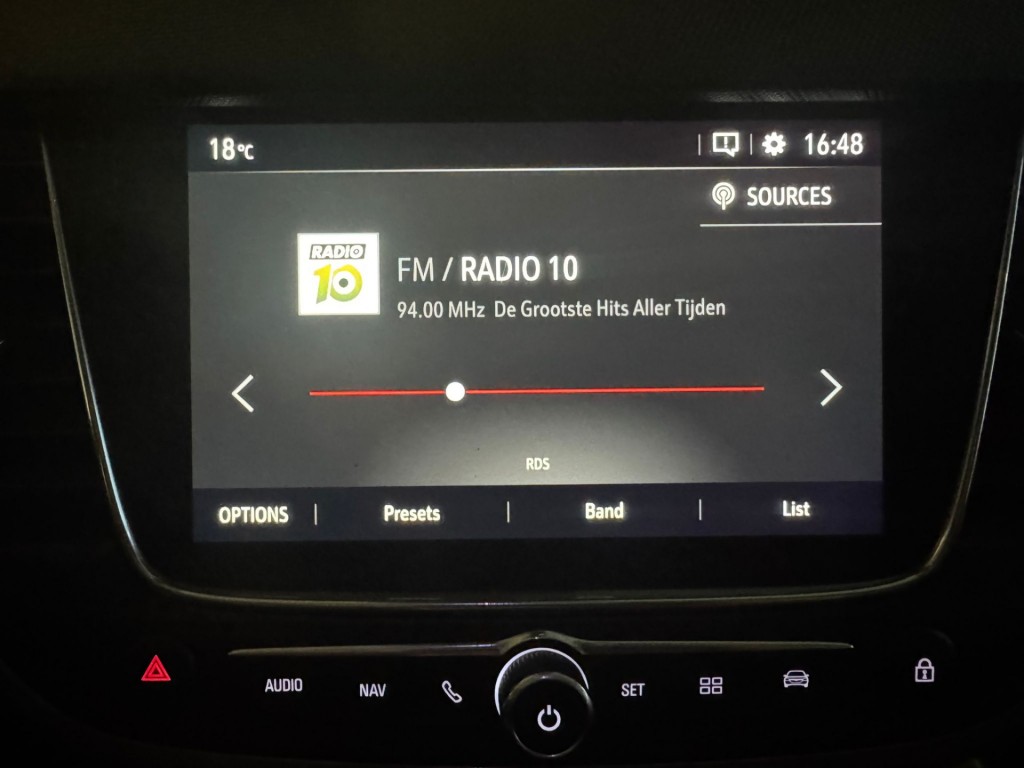 18°C
16:48
SOURCES
RADIO
10
FM / RADIO 10
94.00 MHz De Grootste Hits Aller Tijden
RDS
OPTIONS | Presets | Band | List
AUDIO NAV SET